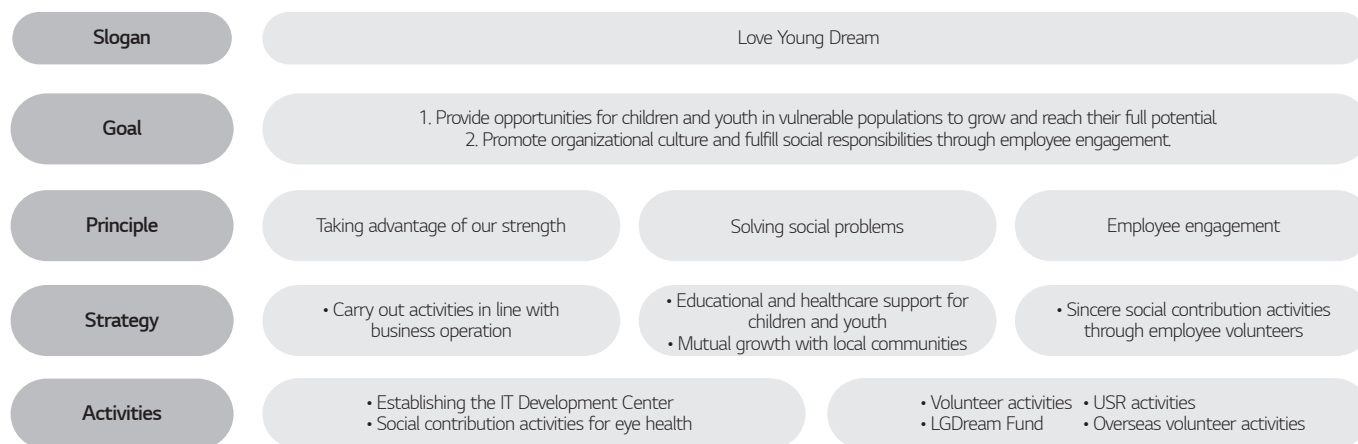 Slogan
Love Young Dream
Goal
1. Provide opportunities for children and youth in vulnerable populations to grow and reach their full potential.
2. Promote organizational culture and fulfill social responsibilities through employee engagement.
Principle
Taking advantage of our strength
Solving social problems
Employee engagement
Strategy
• Carry out activities in line with
business operation
• Educational and healthcare support for
children and youth
• Mutual growth with local communities
• Sincere social contribution activities
through employee volunteers
Activities
• Establishing the IT Development Center
• Social contribution activities for eye health
• Volunteer activities • USR activities
• LGDream Fund • Overseas volunteer activities